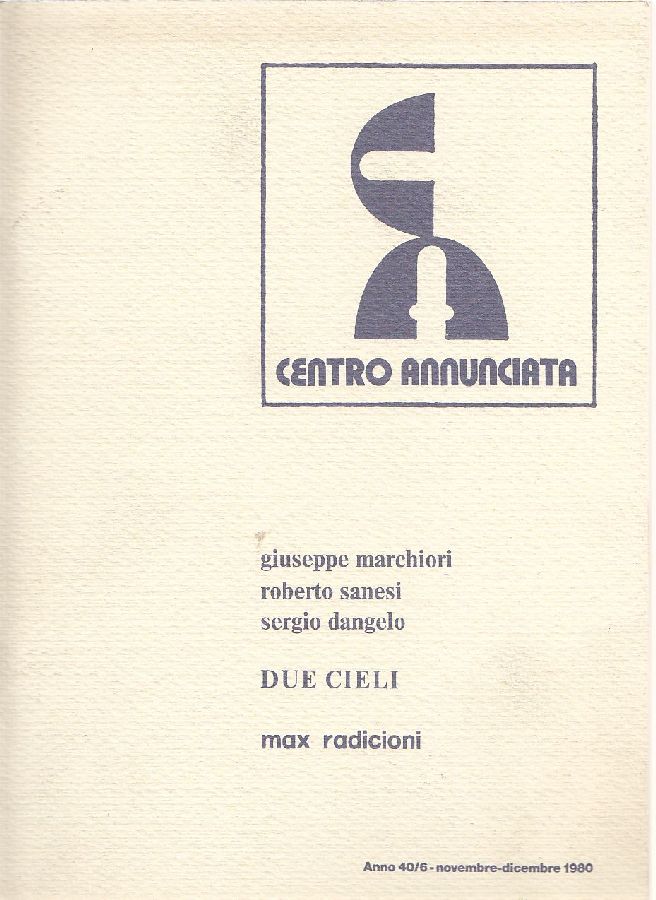 CENTRO ANNUNCIATA
giuseppe marchiori
roberto sanesi
sergio dangelo
DUE CIELI
max radicioni
Anno 40/6 - novembre-dicembre 1980